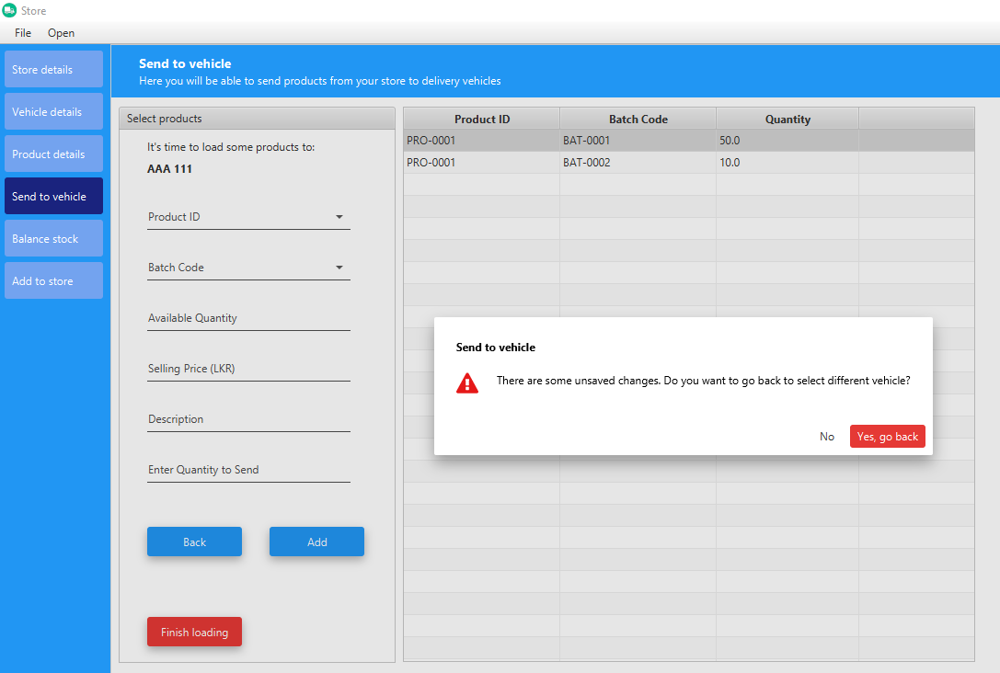 Store
File Open
Store details
Vehicle details
Product details
Send to vehicle
Balance stock
Add to store
Send to vehicle
Here you will be able to send products from your store to delivery vehicles
Select products
It's time to load some products to:
AAA 111
Product ID
Batch Code
Available Quantity
Selling Price (LKR)
Description
Enter Quantity to Send
Back Add
Finish loading
Product ID Batch Code Quantity
PRO-0001 BAT-0001 50.0
PRO-0001 BAT-0002 10.0
Send to vehicle
There are some unsaved changes. Do you want to go back to select different vehicle?
No Yes, go back